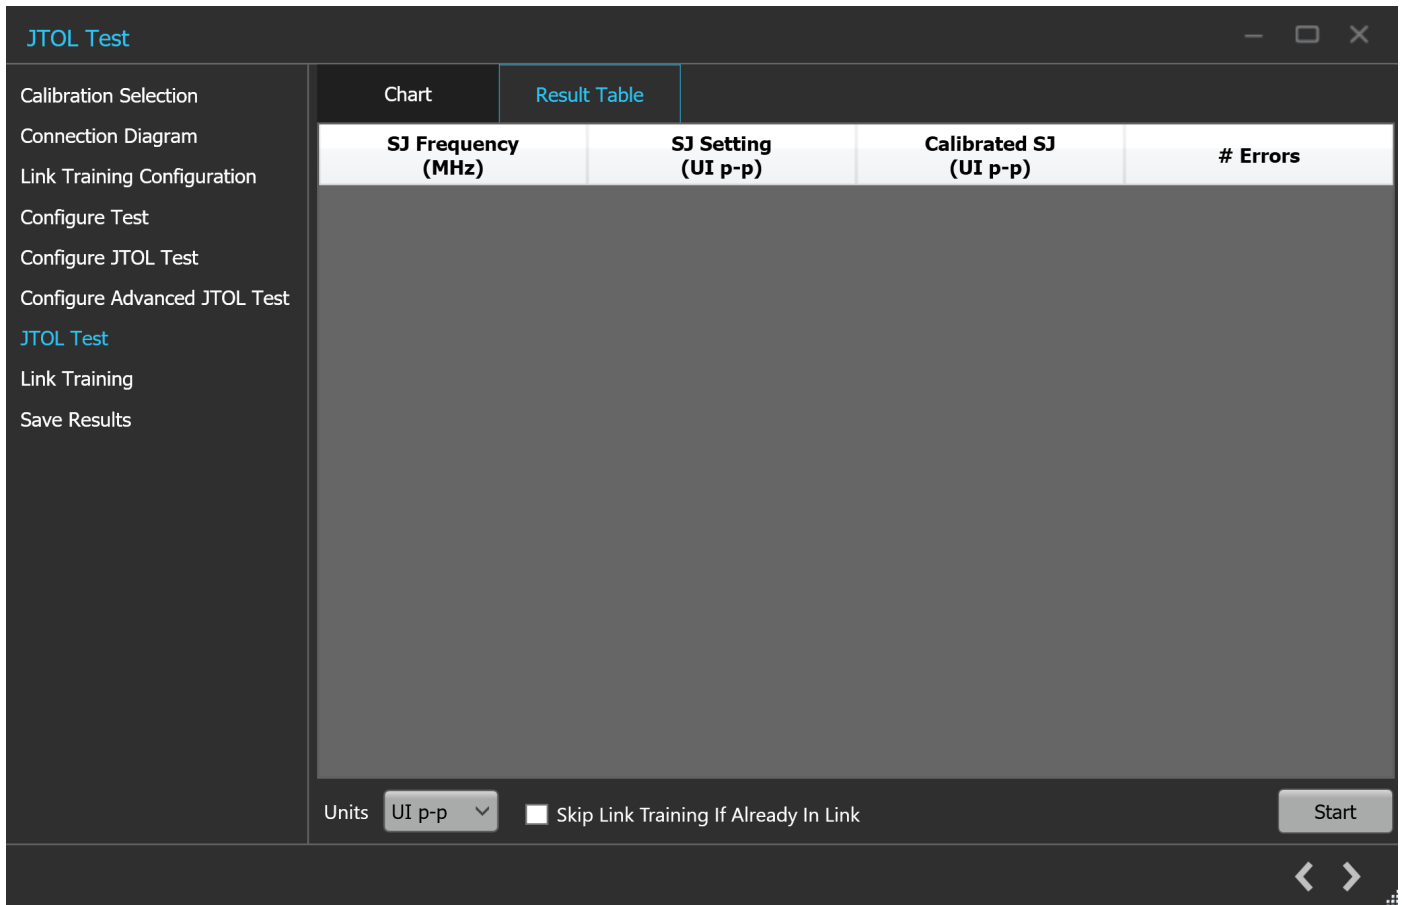 JTOL Test
Calibration Selection
Connection Diagram
Link Training Configuration
Configure Test
Configure JTOL Test
Configure Advanced JTOL Test
JTOL Test
Link Training
Save Results
Chart
Result Table
SJ Frequency
(MHz)
SJ Setting
(UI p-p)
Calibrated SJ
(UI p-p)
# Errors
Units
UI p-p
Skip Link Training If Already In Link
Start